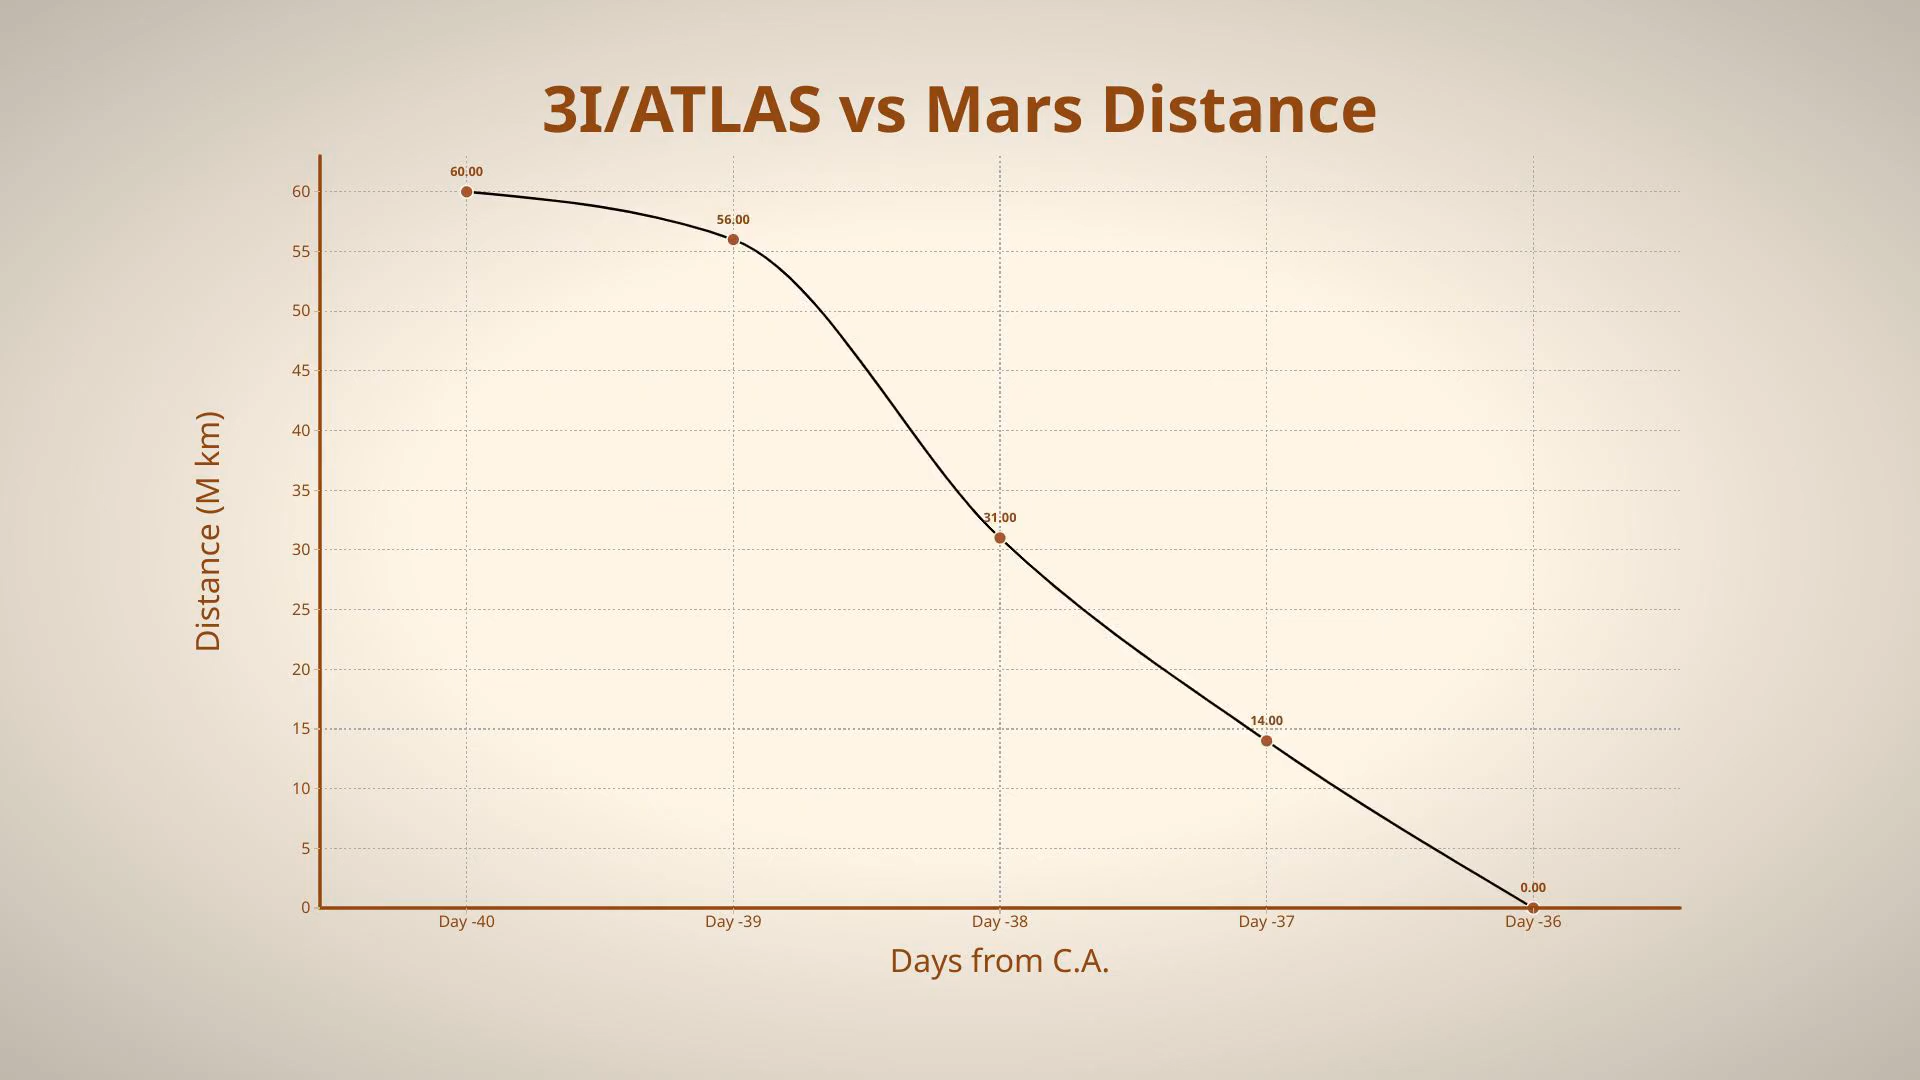 3I/ATLAS vs Mars Distance
Distance (M km)
60
55
50
45
40
35
30
25
20
15
10
5
0
60.00
56.00
31.00
14.00
0.00
Day -40
Day -39
Day -38
Day -37
Day -36
Days from C.A.